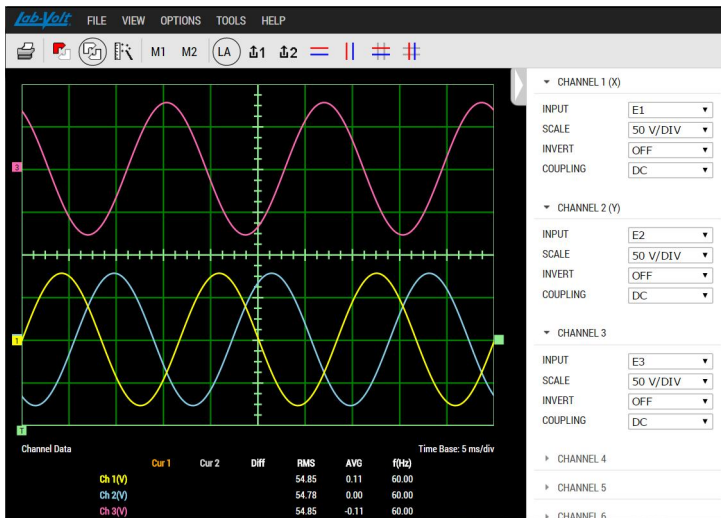 Lab-Volt FILE VIEW OPTIONS TOOLS HELP
M1 M2 LA 1 2
CHANNEL 1 (X)
INPUT E1
SCALE 50 V/DIV
INVERT OFF
COUPLING DC
CHANNEL 2 (Y)
INPUT E2
SCALE 50 V/DIV
INVERT OFF
COUPLING DC
CHANNEL 3
INPUT E3
SCALE 50 V/DIV
INVERT OFF
COUPLING DC
CHANNEL 4
CHANNEL 5
CHANNEL 6
3
1
T
Channel Data Time Base: 5 ms/div
Cur 1 Cur 2 Diff RMS AVG f(Hz)
Ch 1(V) 54.85 0.11 60.00
Ch 2(V) 54.78 0.00 60.00
Ch 3(V) 54.85 -0.11 60.00